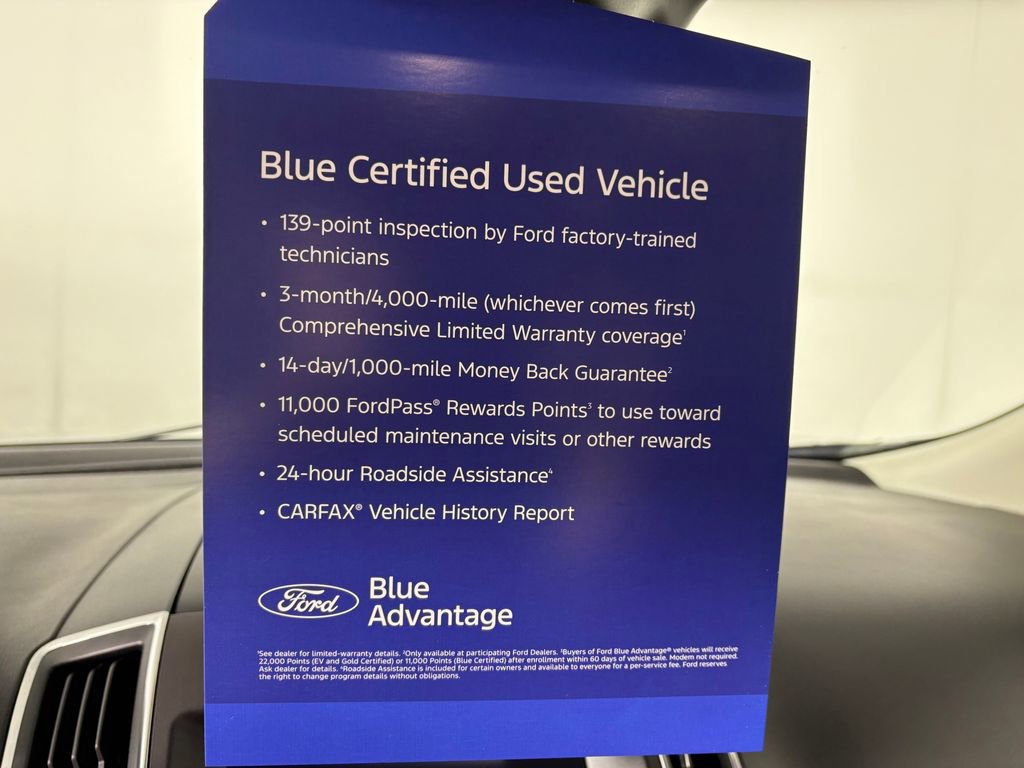 Blue Certified Used Vehicle
• 139-point inspection by Ford factory-trained
technicians
• 3-month/4,000-mile (whichever comes first)
Comprehensive Limited Warranty coverage¹
• 14-day/1,000-mile Money Back Guarantee²
• 11,000 FordPass® Rewards Points³ to use toward
scheduled maintenance visits or other rewards
• 24-hour Roadside Assistance⁴
• CARFAX® Vehicle History Report
Ford
Blue
Advantage
¹See dealer for limited-warranty details. ²Only available at participating Ford Dealers. ³Buyers of Ford Blue Advantage® vehicles will receive
22,000 Points (EV and Gold Certified) or 11,000 Points (Blue Certified) after enrollment within 60 days of vehicle sale. Modem not required.
Ask dealer for details. ⁴Roadside Assistance is included for certain owners and available to everyone for a per-service fee. Ford reserves
the right to change program details without obligations.